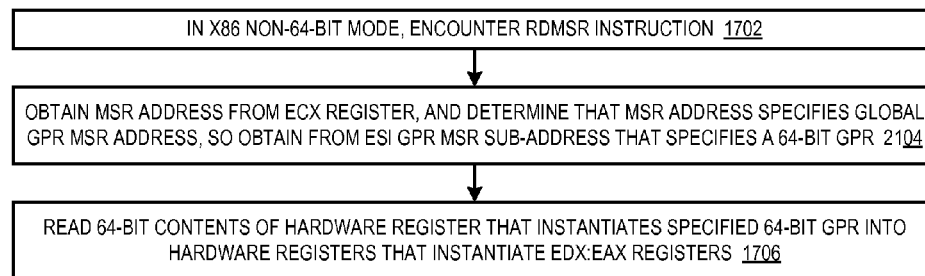 IN X86 NON-64-BIT MODE, ENCOUNTER RDMSR INSTRUCTION 1702
OBTAIN MSR ADDRESS FROM ECX REGISTER, AND DETERMINE THAT MSR ADDRESS SPECIFIES GLOBAL
GPR MSR ADDRESS, SO OBTAIN FROM ESI GPR MSR SUB-ADDRESS THAT SPECIFIES A 64-BIT GPR 2104
READ 64-BIT CONTENTS OF HARDWARE REGISTER THAT INSTANTIATES SPECIFIED 64-BIT GPR INTO
HARDWARE REGISTERS THAT INSTANTIATE EDX:EAX REGISTERS 1706